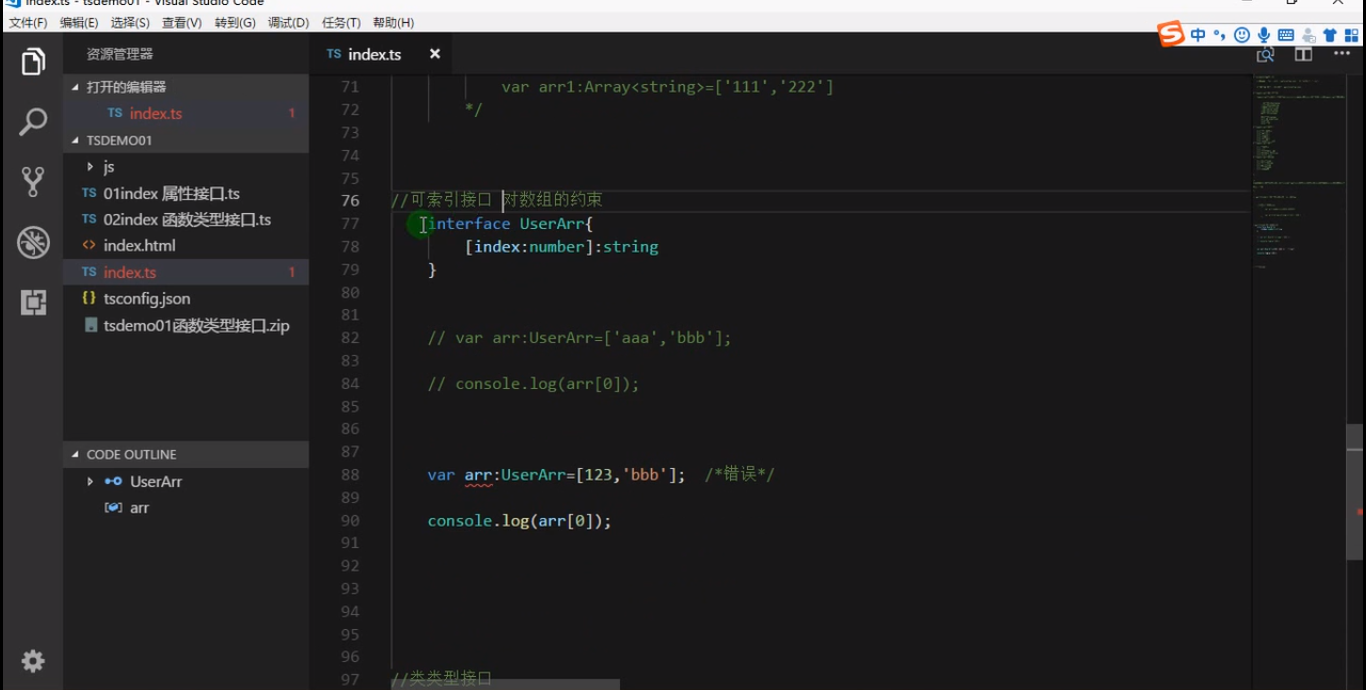 index.ts - tsdemo01 - Visual Studio Code
文件(F) 编辑(E) 选择(S) 查看(V) 转到(G) 调试(D) 任务(T) 帮助(H)
中
资源管理器
TS index.ts ×
打开的编辑器
TS index.ts 1
TSDEMO01
js
TS 01index 属性接口.ts
TS 02index 函数类型接口.ts
<> index.html
TS index.ts 1
{} tsconfig.json
tsdemo01函数类型接口.zip
CODE OUTLINE
UserArr
arr
71 var arr1:Array<string>=['111','222']
72 */
73
74
75
76 //可索引接口 对数组的约束
77 interface UserArr{
78 [index:number]:string
79 }
80
81
82 // var arr:UserArr=['aaa','bbb'];
83
84 // console.log(arr[0]);
85
86
87
88 var arr:UserArr=[123,'bbb']; /*错误*/
89
90 console.log(arr[0]);
91
92
93
94
95
96
97 //类类型接口